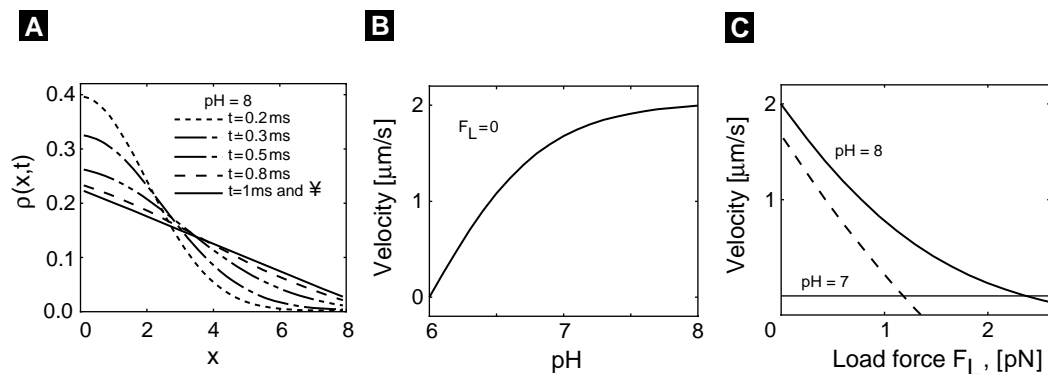 A
B
C
0.4
0.3
0.2
0.1
0.0
ρ(x,t)
pH = 8
t=0.2ms
t=0.3ms
t=0.5ms
t=0.8ms
t=1ms and ¥
0
2
4
6
8
x
2
1
0
Velocity [μm/s]
F_L=0
6
7
8
pH
2
1
Velocity [μm/s]
pH = 8
pH = 7
0
1
2
Load force F_L , [pN]